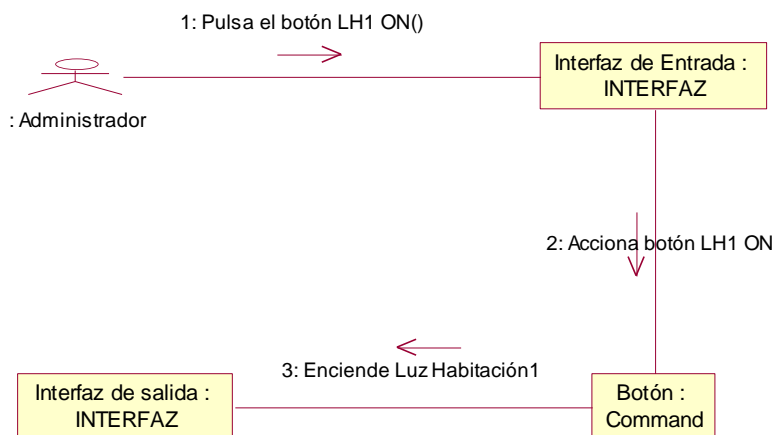 1: Pulsa el botón LH1 ON()
Interfaz de Entrada :
INTERFAZ
: Administrador
2: Acciona botón LH1 ON
3: Enciende Luz Habitación1
Interfaz de salida :
INTERFAZ
Botón :
Command